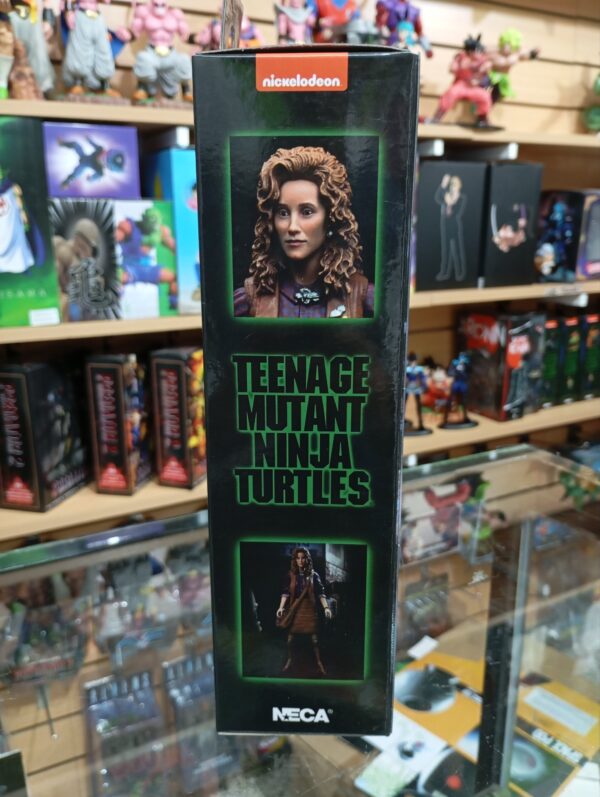 nickelodeon
TEENAGE
MUTANT
NINJA
TURTLES
NECA